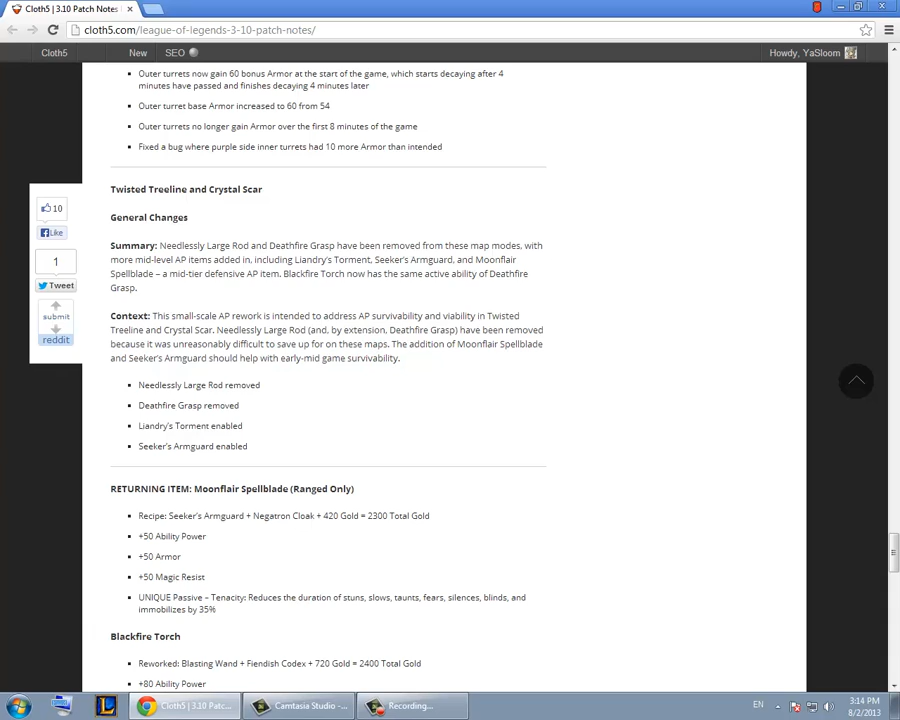 Cloth5 | 3.10 Patch Notes
cloth5.com/league-of-legends-3-10-patch-notes/
Cloth5 New SEO Howdy, YaSloom
Outer turrets now gain 60 bonus Armor at the start of the game, which starts decaying after 4
minutes have passed and finishes decaying 4 minutes later
Outer turret base Armor increased to 60 from 54
Outer turrets no longer gain Armor over the first 8 minutes of the game
Fixed a bug where purple side inner turrets had 10 more Armor than intended
Twisted Treeline and Crystal Scar
General Changes
Summary: Needlessly Large Rod and Deathfire Grasp have been removed from these map modes, with
more mid-level AP items added in, including Liandry's Torment, Seeker's Armguard, and Moonflair
Spellblade – a mid-tier defensive AP item. Blackfire Torch now has the same active ability of Deathfire
Grasp.
Context: This small-scale AP rework is intended to address AP survivability and viability in Twisted
Treeline and Crystal Scar. Needlessly Large Rod (and, by extension, Deathfire Grasp) have been removed
because it was unreasonably difficult to save up for on these maps. The addition of Moonflair Spellblade
and Seeker's Armguard should help with early-mid game survivability.
Needlessly Large Rod removed
Deathfire Grasp removed
Liandry's Torment enabled
Seeker's Armguard enabled
RETURNING ITEM: Moonflair Spellblade (Ranged Only)
Recipe: Seeker's Armguard + Negatron Cloak + 420 Gold = 2300 Total Gold
+50 Ability Power
+50 Armor
+50 Magic Resist
UNIQUE Passive – Tenacity: Reduces the duration of stuns, slows, taunts, fears, silences, blinds, and
immobilizes by 35%
Blackfire Torch
Reworked: Blasting Wand + Fiendish Codex + 720 Gold = 2400 Total Gold
+80 Ability Power
10
Like
1
Tweet
submit
reddit
Cloth5 | 3.10 Patc...
Camtasia Studio -...
Recording...
EN
3:14 PM
8/2/2013